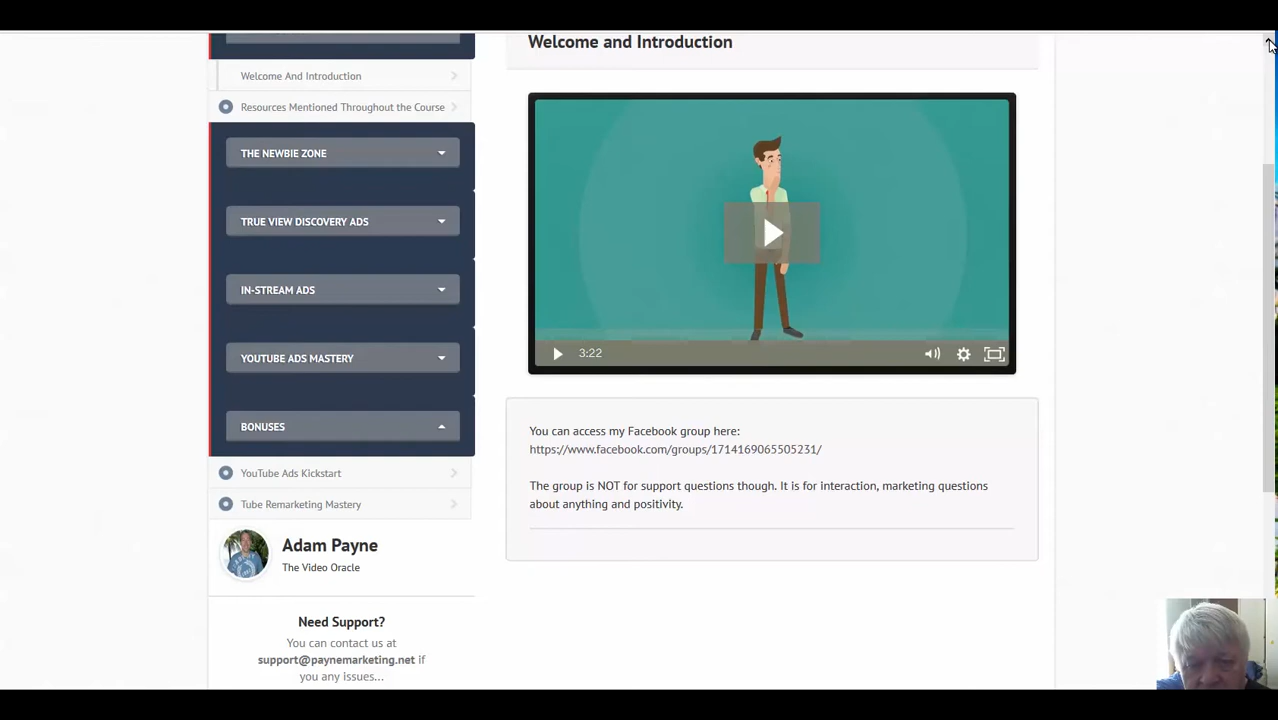 Welcome and Introduction
Welcome And Introduction
Resources Mentioned Throughout the Course
THE NEWBIE ZONE
TRUE VIEW DISCOVERY ADS
IN-STREAM ADS
YOUTUBE ADS MASTERY
BONUSES
YouTube Ads Kickstart
Tube Remarketing Mastery
Adam Payne
The Video Oracle
Need Support?
You can contact us at
support@paynemarketing.net if
you any issues...
3:22
You can access my Facebook group here:
https://www.facebook.com/groups/1714169065505231/
The group is NOT for support questions though. It is for interaction, marketing questions
about anything and positivity.